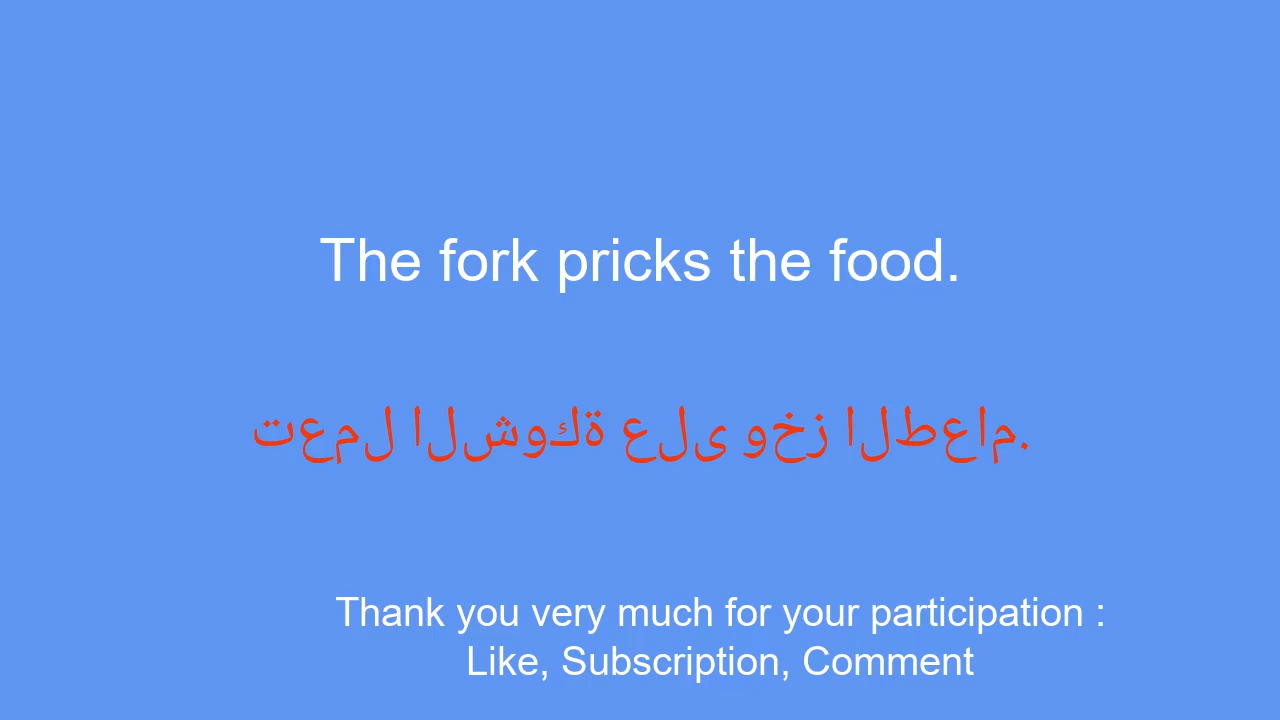 The fork pricks the food.
تعمل الشوكة على وخز الطعام.
Thank you very much for your participation :
Like, Subscription, Comment